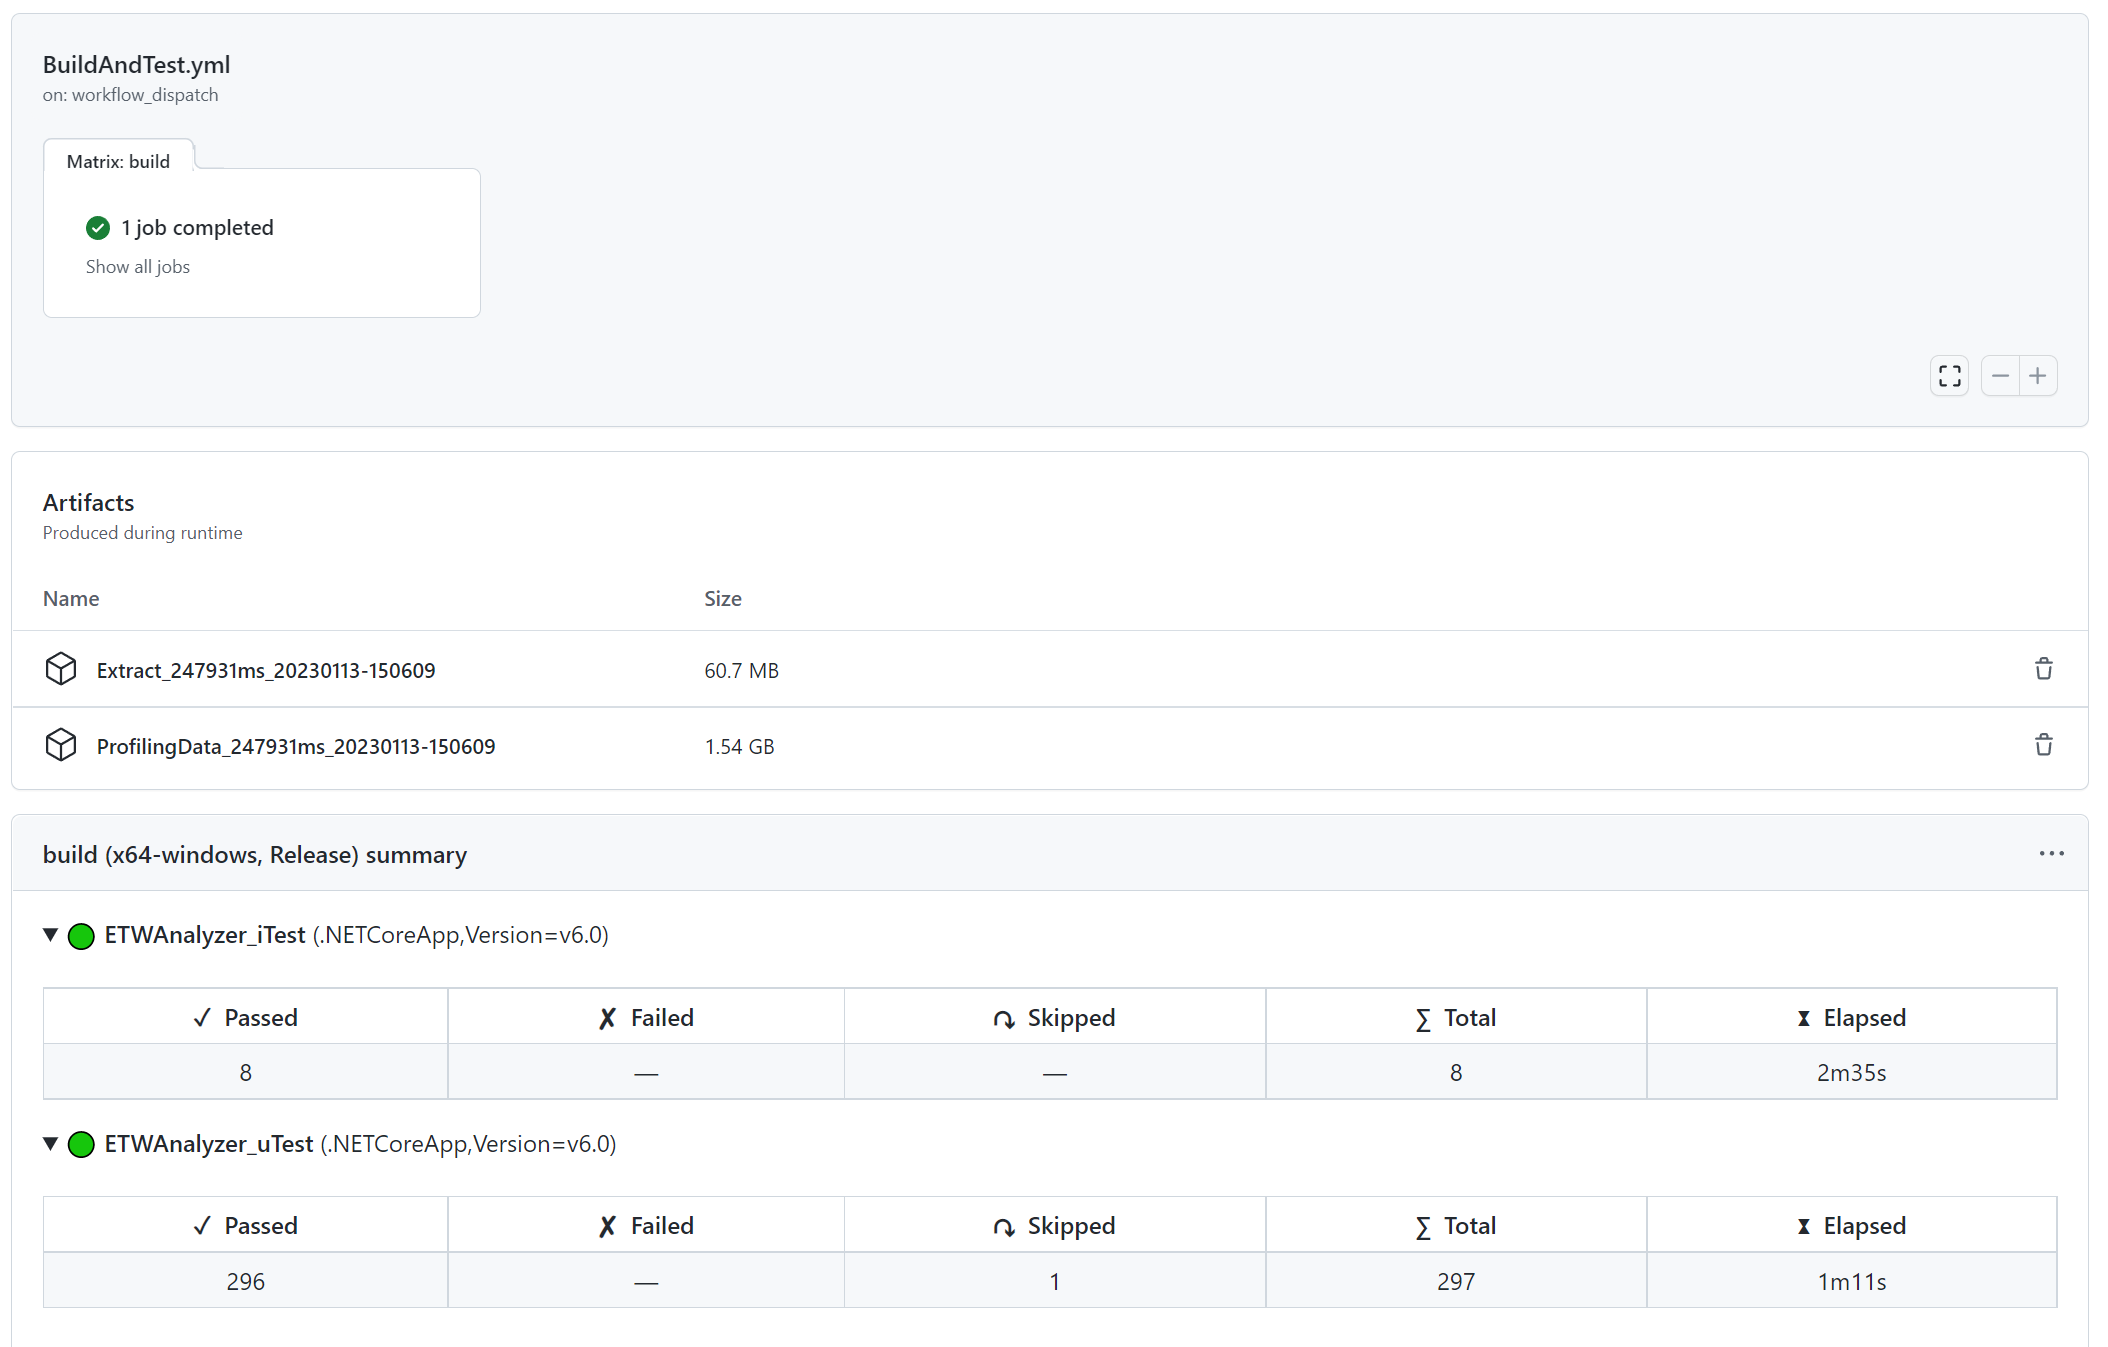 BuildAndTest.yml
on: workflow_dispatch
Matrix: build
1 job completed
Show all jobs
Artifacts
Produced during runtime
Name Size
Extract_247931ms_20230113-150609 60.7 MB
ProfilingData_247931ms_20230113-150609 1.54 GB
build (x64-windows, Release) summary
ETWAnalyzer_iTest (.NETCoreApp,Version=v6.0)
✓ Passed ✗ Failed ↷ Skipped ∑ Total ⧗ Elapsed
8 — — 8 2m35s
ETWAnalyzer_uTest (.NETCoreApp,Version=v6.0)
✓ Passed ✗ Failed ↷ Skipped ∑ Total ⧗ Elapsed
296 — 1 297 1m11s